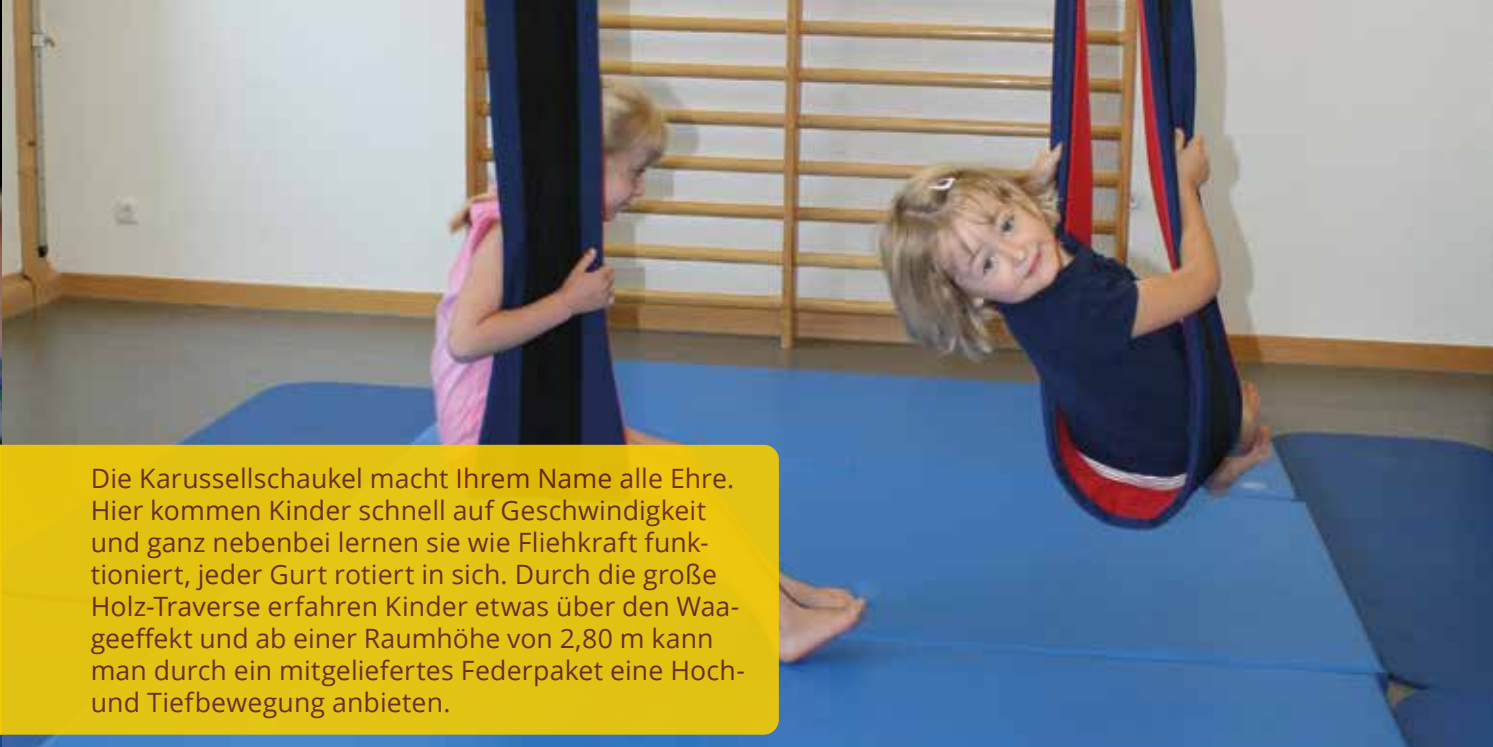 Die Karussellschaukel macht Ihrem Name alle Ehre.
Hier kommen Kinder schnell auf Geschwindigkeit
und ganz nebenbei lernen sie wie Fliehkraft funk-
tioniert, jeder Gurt rotiert in sich. Durch die große
Holz-Traverse erfahren Kinder etwas über den Waa-
geeffekt und ab einer Raumhöhe von 2,80 m kann
man durch ein mitgeliefertes Federpaket eine Hoch-
und Tiefbewegung anbieten.